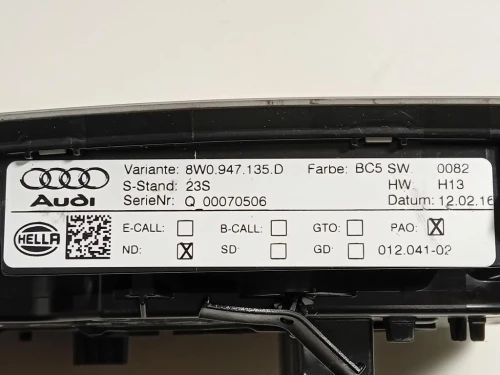 Variante: 8W0.947.135.D Farbe: BC5 SW 0082
S-Stand: 23S HW H13
Audi SerieNr: Q_00070506 Datum: 12.02.16
E-CALL: B-CALL: GTO: PAO: X
HELLA ND: X SD: GD: 012.041-02